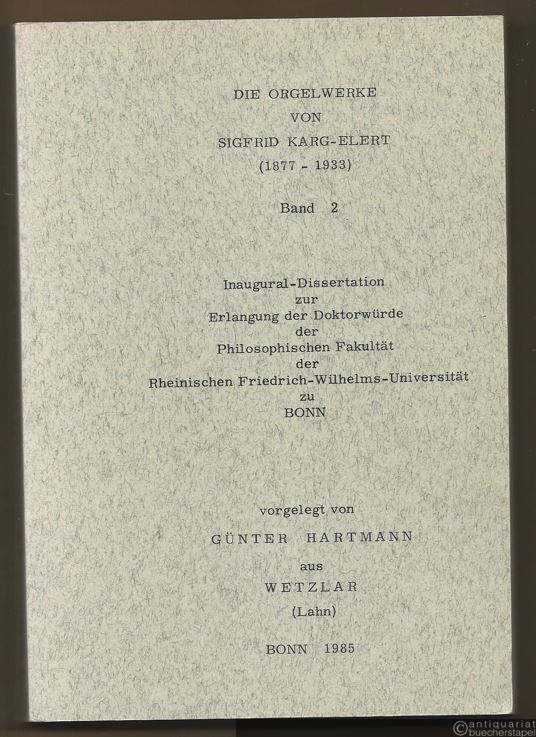 DIE ORGELWERKE
VON
SIGFRID KARG-ELERT
(1877 - 1933)
Band 2
Inaugural-Dissertation
zur
Erlangung der Doktorwürde
der
Philosophischen Fakultät
der
Rheinischen Friedrich-Wilhelms-Universität
zu
BONN
vorgelegt von
GÜNTER HARTMANN
aus
WETZLAR
(Lahn)
BONN 1985
©antiquariat
buecherstapel